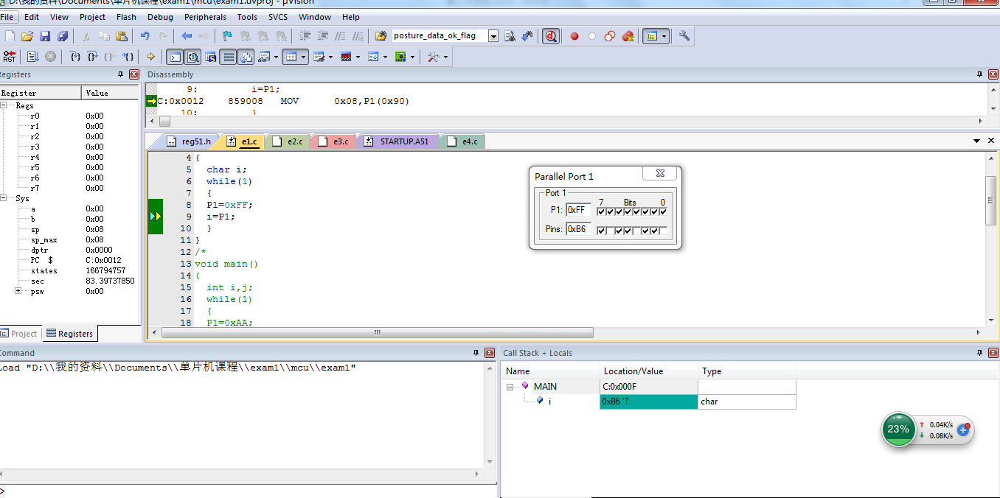 D:\我的资料\Documents\单片机课程\exam1\mcu\exam1.uvproj - µVision
File Edit View Project Flash Debug Peripherals Tools SVCS Window Help
posture_data_ok_flag
RST
Registers
Register Value
Regs
r0 0x00
r1 0x00
r2 0x00
r3 0x00
r4 0x00
r5 0x00
r6 0x00
r7 0x00
Sys
a 0x00
b 0x00
sp 0x08
sp_max 0x08
dptr 0x0000
PC $ C:0x0012
states 166794757
sec 83.39737850
psw 0x00
Project Registers
Disassembly
9: i=P1;
C:0x0012 859008 MOV 0x08,P1(0x90)
10: }
reg51.h e1.c e2.c e3.c STARTUP.A51 e4.c
4 {
5 char i;
6 while(1)
7 {
8 P1=0xFF;
9 i=P1;
10 }
11 }
12 /*
13 void main()
14 {
15 int i,j;
16 while(1)
17 {
18 P1=0xAA;
Parallel Port 1
Port 1
7 Bits 0
P1: 0xFF
Pins: 0xB6
Command
Load "D:\\我的资料\\Documents\\单片机课程\\exam1\\mcu\\exam1"
>
Call Stack + Locals
Name Location/Value Type
MAIN C:0x000F
i 0xB6 '? char
23%
0.04K/s
0.08K/s